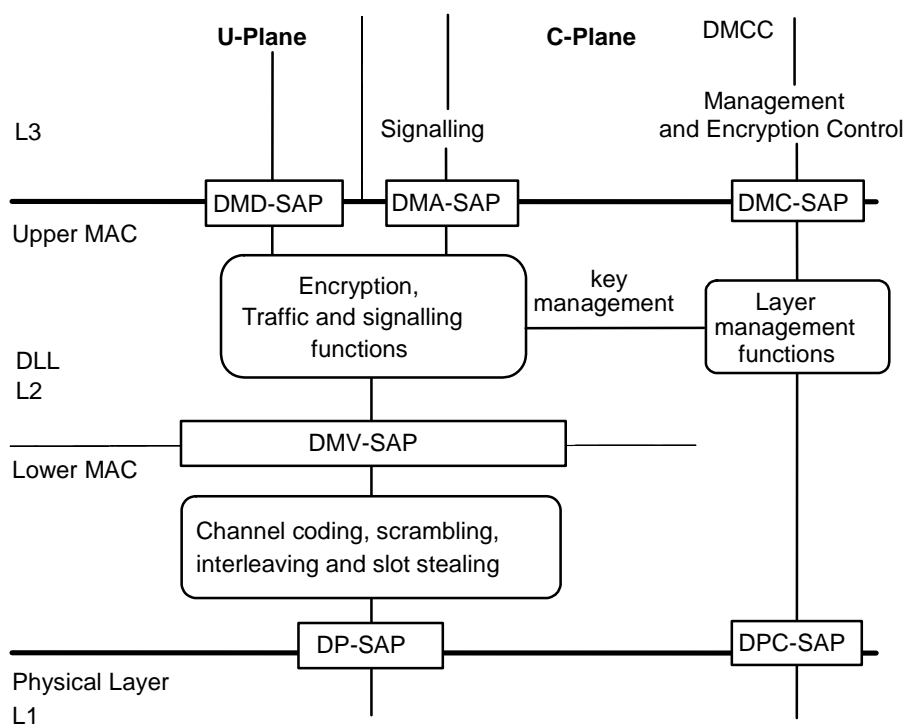 U-Plane
C-Plane
DMCC
L3
Signalling
Management
and Encryption Control
DMD-SAP
DMA-SAP
DMC-SAP
Upper MAC
Encryption,
Traffic and signalling
functions
key
management
Layer
management
functions
DLL
L2
DMV-SAP
Lower MAC
Channel coding, scrambling,
interleaving and slot stealing
DP-SAP
DPC-SAP
Physical Layer
L1